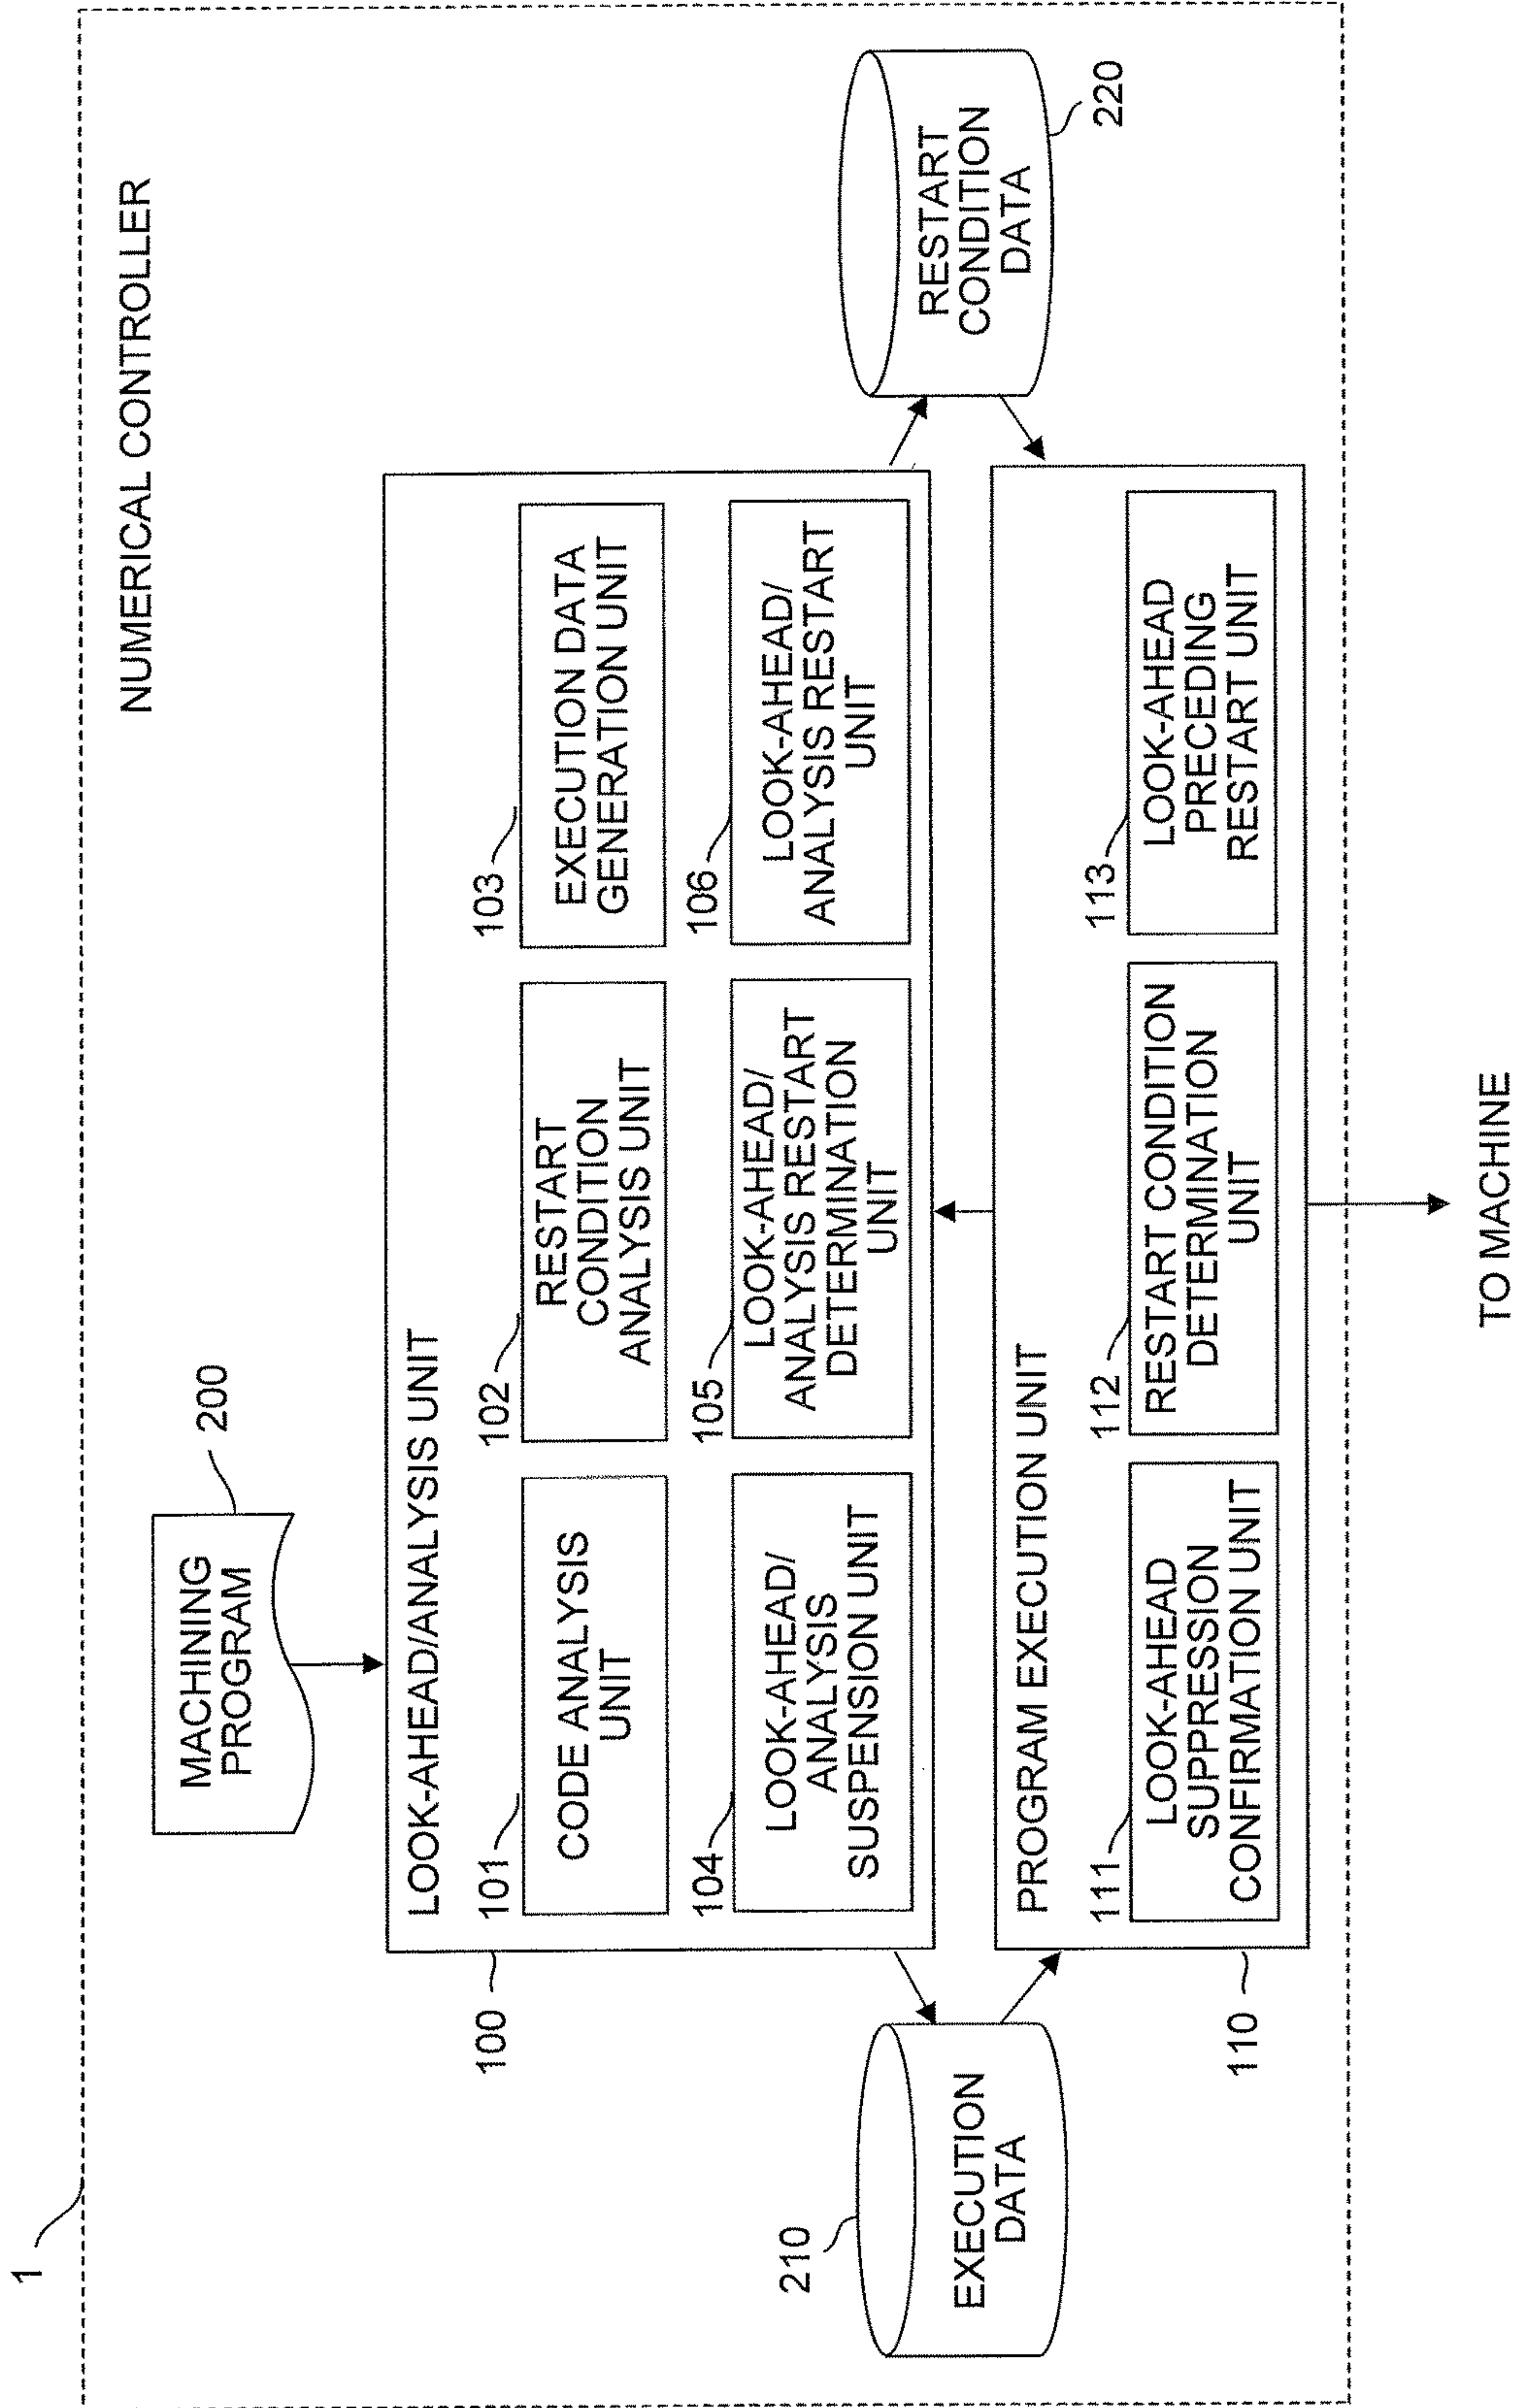 1
NUMERICAL CONTROLLER
MACHINING
PROGRAM
200
LOOK-AHEAD/ANALYSIS UNIT
100
101
CODE ANALYSIS
UNIT
102
RESTART
CONDITION
ANALYSIS UNIT
103
EXECUTION DATA
GENERATION UNIT
104
LOOK-AHEAD/
ANALYSIS
SUSPENSION UNIT
105
LOOK-AHEAD/
ANALYSIS RESTART
DETERMINATION
UNIT
106
LOOK-AHEAD/
ANALYSIS RESTART
UNIT
210
EXECUTION
DATA
RESTART
CONDITION
DATA
220
PROGRAM EXECUTION UNIT
110
111
LOOK-AHEAD
SUPPRESSION
CONFIRMATION UNIT
112
RESTART CONDITION
DETERMINATION
UNIT
113
LOOK-AHEAD
PRECEDING
RESTART UNIT
TO MACHINE